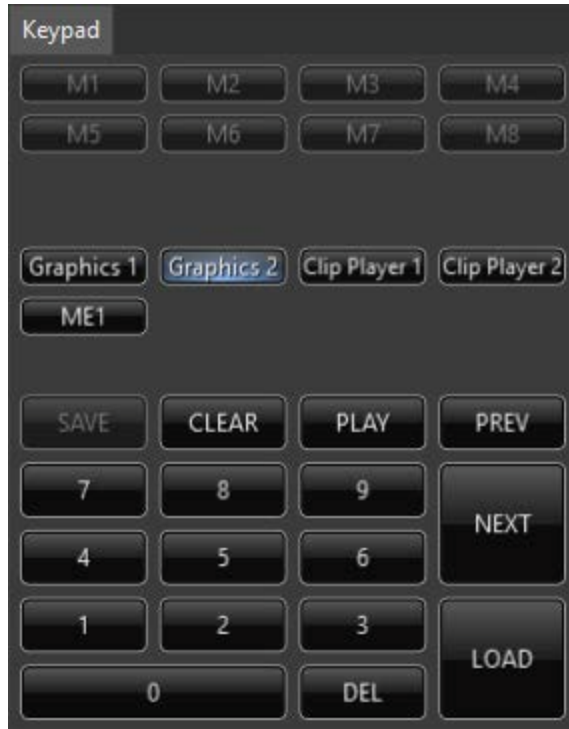 Keypad
M1 M2 M3 M4
M5 M6 M7 M8
Graphics 1 Graphics 2 Clip Player 1 Clip Player 2
ME1
SAVE CLEAR PLAY PREV
7 8 9
NEXT
4 5 6
1 2 3
LOAD
0 DEL